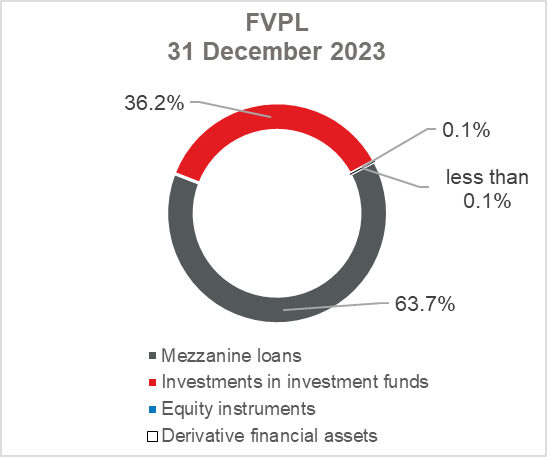 FVPL
31 December 2023
36.2%
0.1%
less than
0.1%
63.7%
Mezzanine loans
Investments in investment funds
Equity instruments
Derivative financial assets